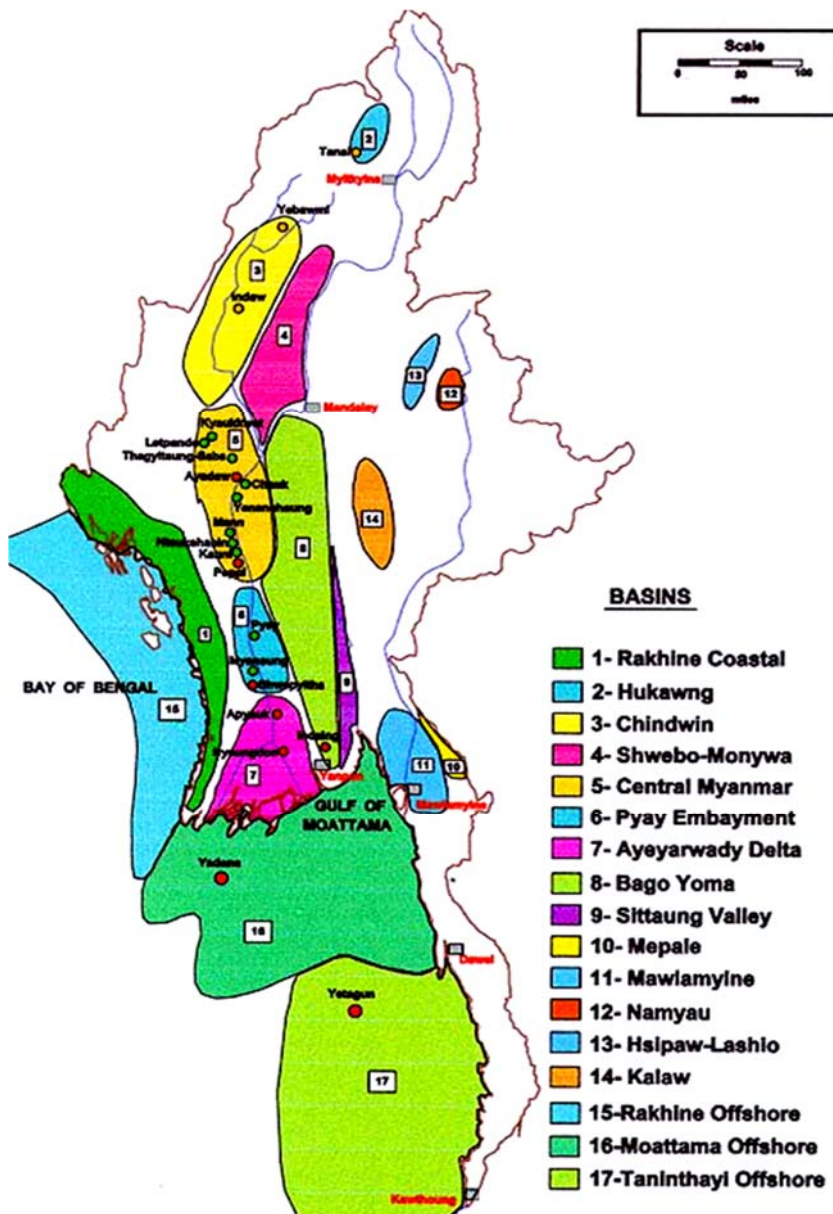 Scale
0 50 100
miles
2
Tanai
Myitkyina
Yebawmi
3
Indaw
4
13
12
Mandalay
Letpando
5
Thagyitaung-Sabe
Ayadaw
Chauk
Yenangyaung
14
Mann
8
Kalawe
Peppi
6
Pyay
1
Myanaung
9
BAY OF BENGAL
15
Apyauk
7
Yangon
11
10
Mawlamyine
GULF OF
MOATTAMA
Yadana
16
Dawei
Yetagun
17
Kawthoung
BASINS
1- Rakhine Coastal
2- Hukawng
3- Chindwin
4- Shwebo-Monywa
5- Central Myanmar
6- Pyay Embayment
7- Ayeyarwady Delta
8- Bago Yoma
9- Sittaung Valley
10- Mepale
11- Mawlamyine
12- Namyau
13- Hsipaw-Lashio
14- Kalaw
15-Rakhine Offshore
16-Moattama Offshore
17-Taninthayi Offshore